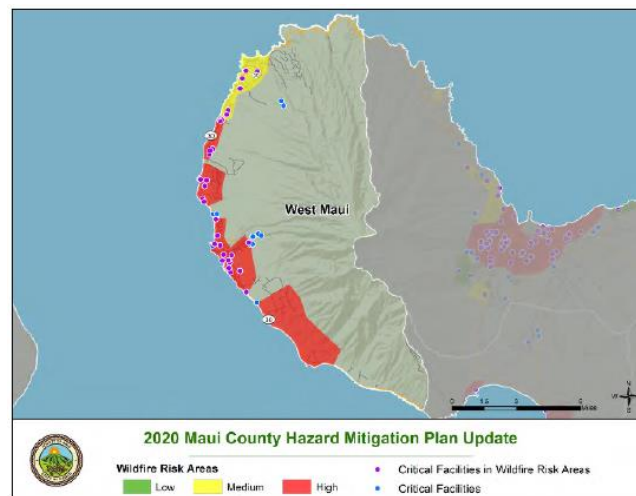 West Maui
30
2020 Maui County Hazard Mitigation Plan Update
Wildfire Risk Areas
Low
Medium
High
Critical Facilities in Wildfire Risk Areas
Critical Facilities